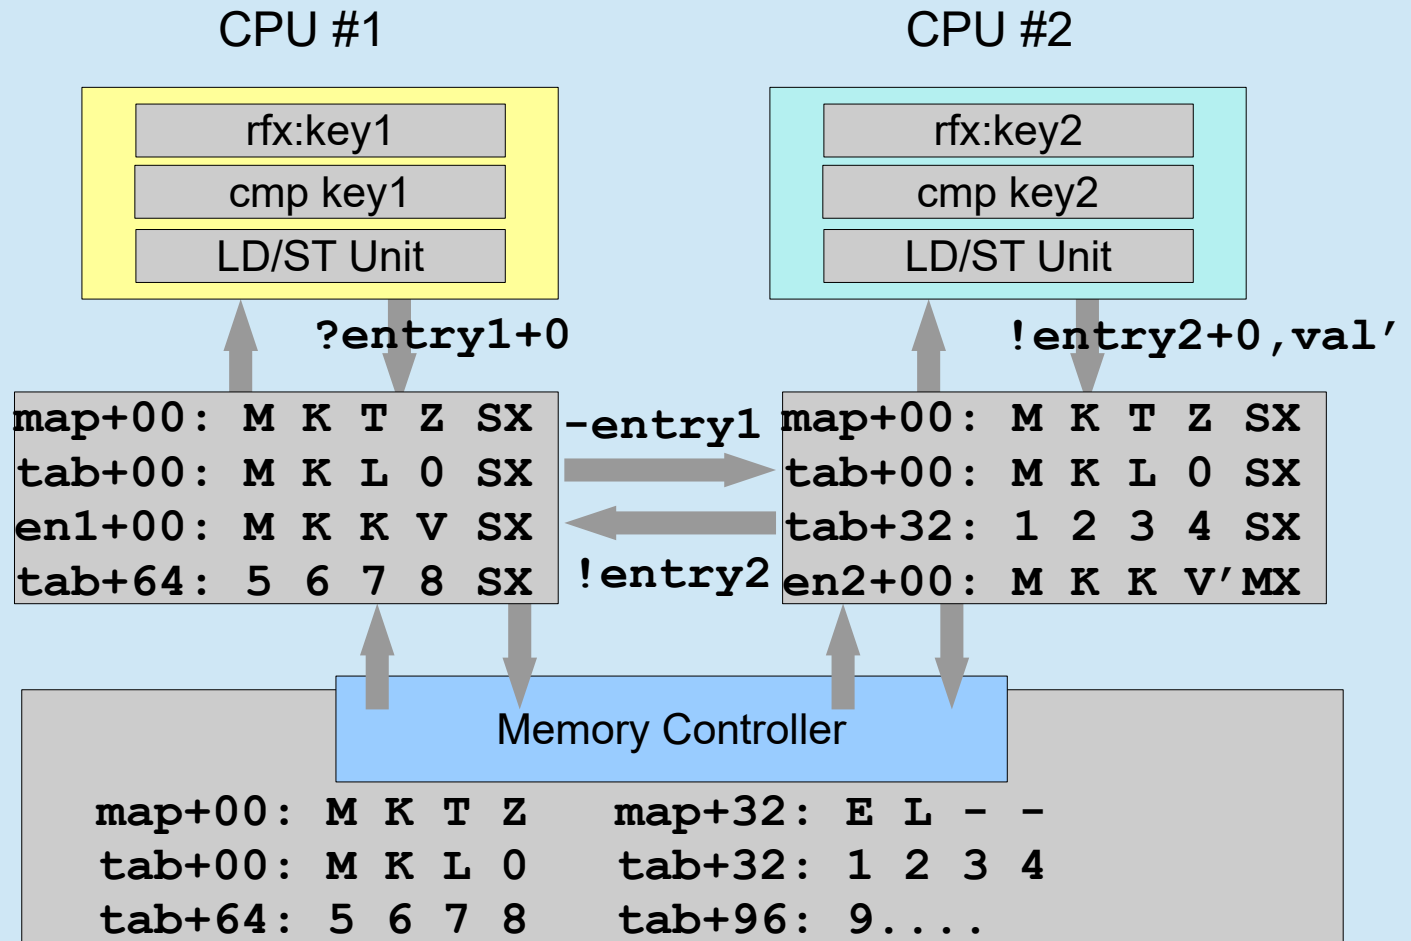 CPU #1
CPU #2
rfx:key1
cmp key1
LD/ST Unit
rfx:key2
cmp key2
LD/ST Unit
?entry1+0
!entry2+0,val’
map+00: M K T Z SX
tab+00: M K L 0 SX
en1+00: M K K V SX
tab+64: 5 6 7 8 SX
-entry1
!entry2
map+00: M K T Z SX
tab+00: M K L 0 SX
tab+32: 1 2 3 4 SX
en2+00: M K K V’MX
Memory Controller
map+00: M K T Z map+32: E L - -
tab+00: M K L 0 tab+32: 1 2 3 4
tab+64: 5 6 7 8 tab+96: 9....